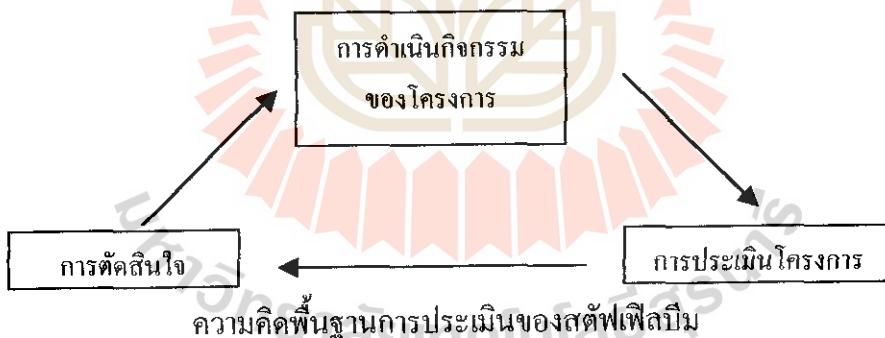 การดำเนินกิจกรรม
ของโครงการ
การตัดสินใจ
การประเมินโครงการ
ความคิดพื้นฐานการประเมินของสตัฟเฟิลบีม